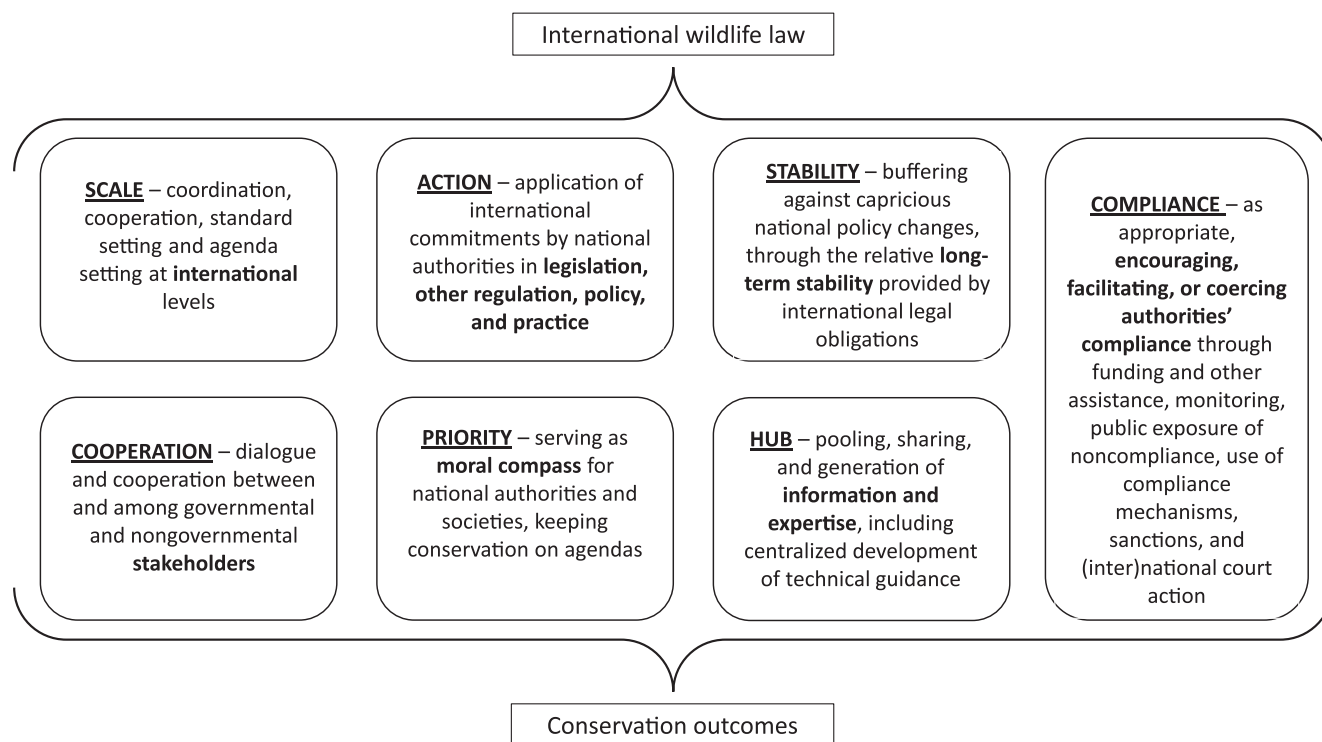 International wildlife law
SCALE – coordination,
cooperation, standard
setting and agenda
setting at international
levels
ACTION – application of
international
commitments by national
authorities in legislation,
other regulation, policy,
and practice
STABILITY – buffering
against capricious
national policy changes,
through the relative long-
term stability provided by
international legal
obligations
COMPLIANCE – as
appropriate,
encouraging,
facilitating, or coercing
authorities’
compliance through
funding and other
assistance, monitoring,
public exposure of
noncompliance, use of
compliance
mechanisms,
sanctions, and
(inter)national court
action
COOPERATION – dialogue
and cooperation between
and among governmental
and nongovernmental
stakeholders
PRIORITY – serving as
moral compass for
national authorities and
societies, keeping
conservation on agendas
HUB – pooling, sharing,
and generation of
information and
expertise, including
centralized development
of technical guidance
Conservation outcomes